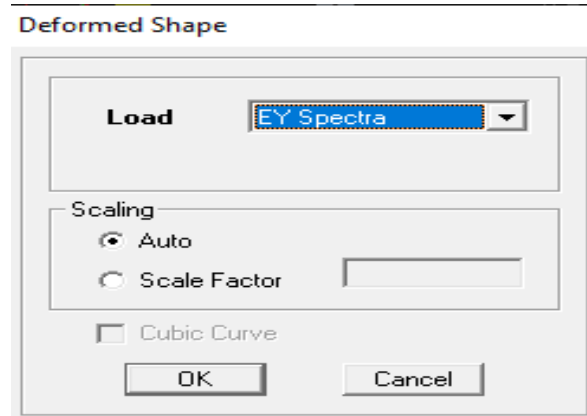 Deformed Shape
Load EY Spectra
Scaling
Auto
Scale Factor
Cubic Curve
OK Cancel